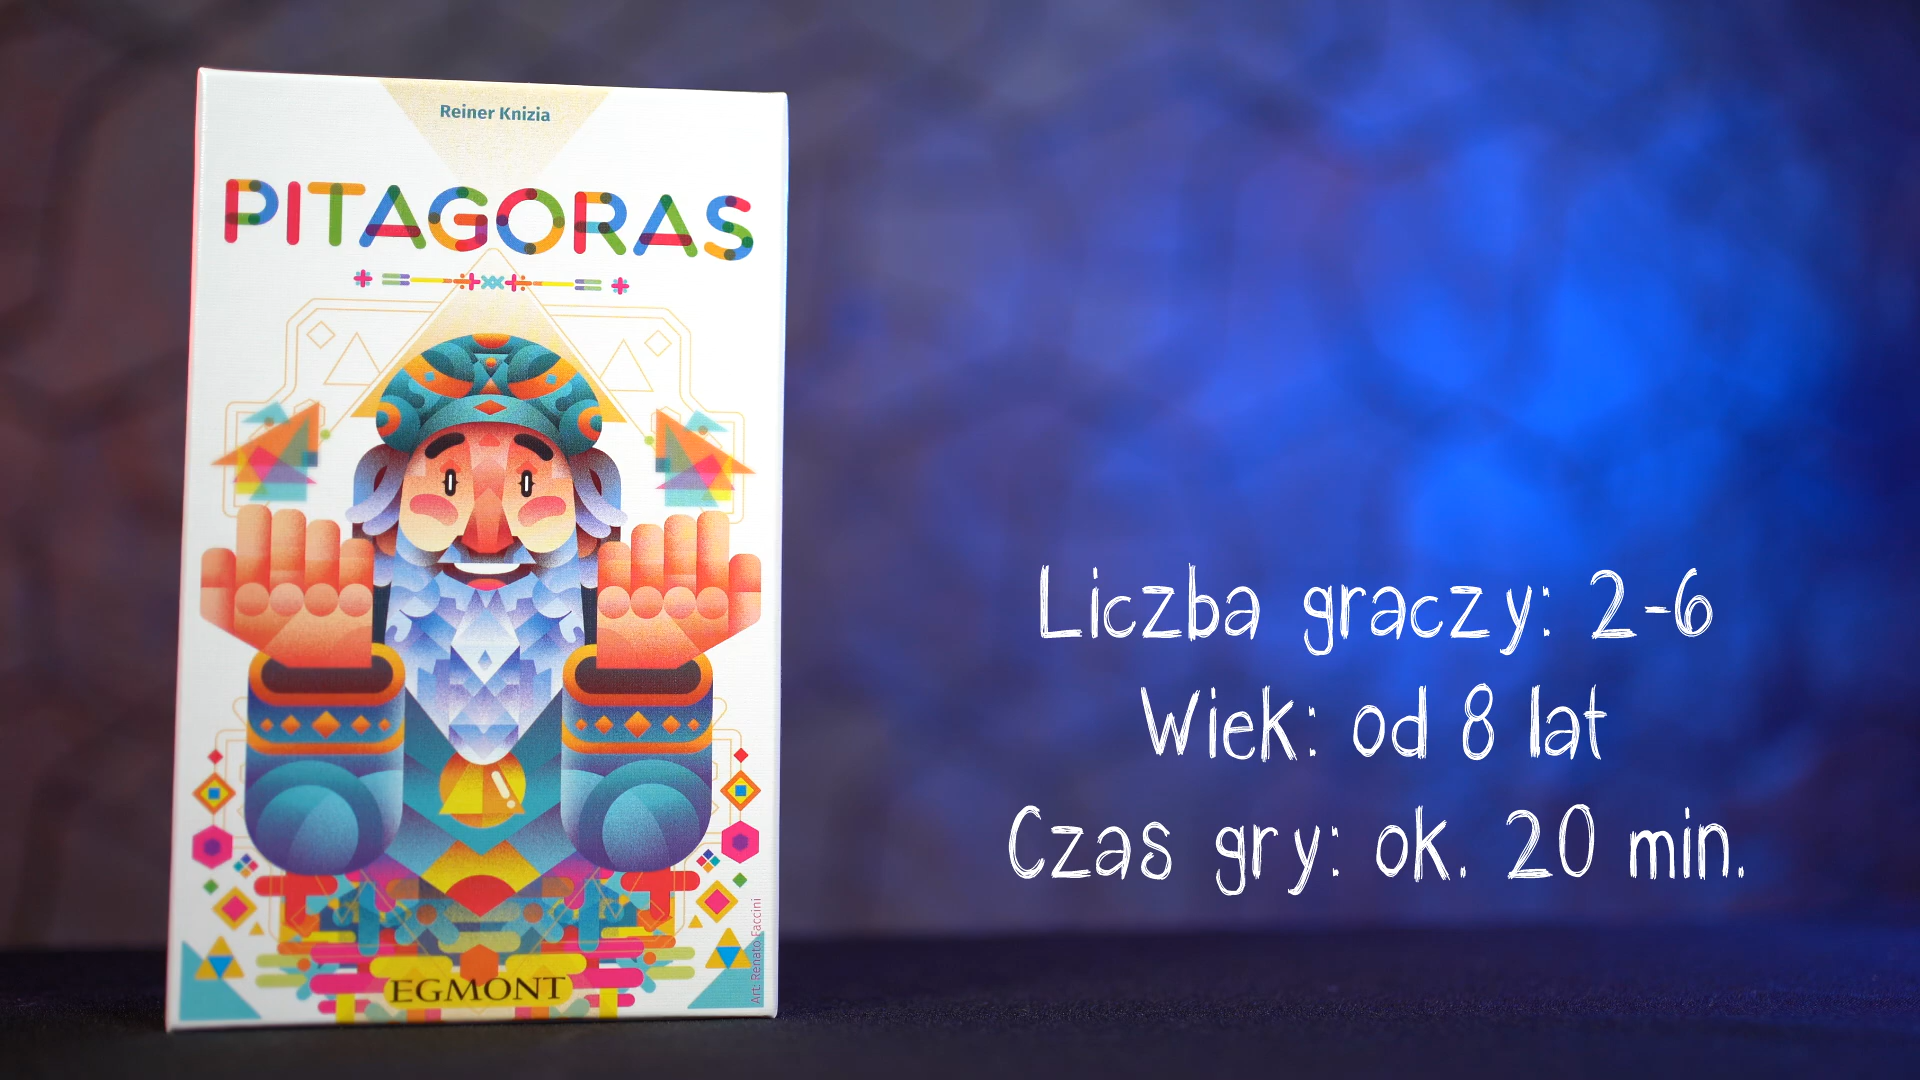 Reiner Knizia
PITAGORAS
EGMONT
Art: Renato Faccini
Liczba graczy: 2-6
Wiek: od 8 lat
Czas gry: ok. 20 min.